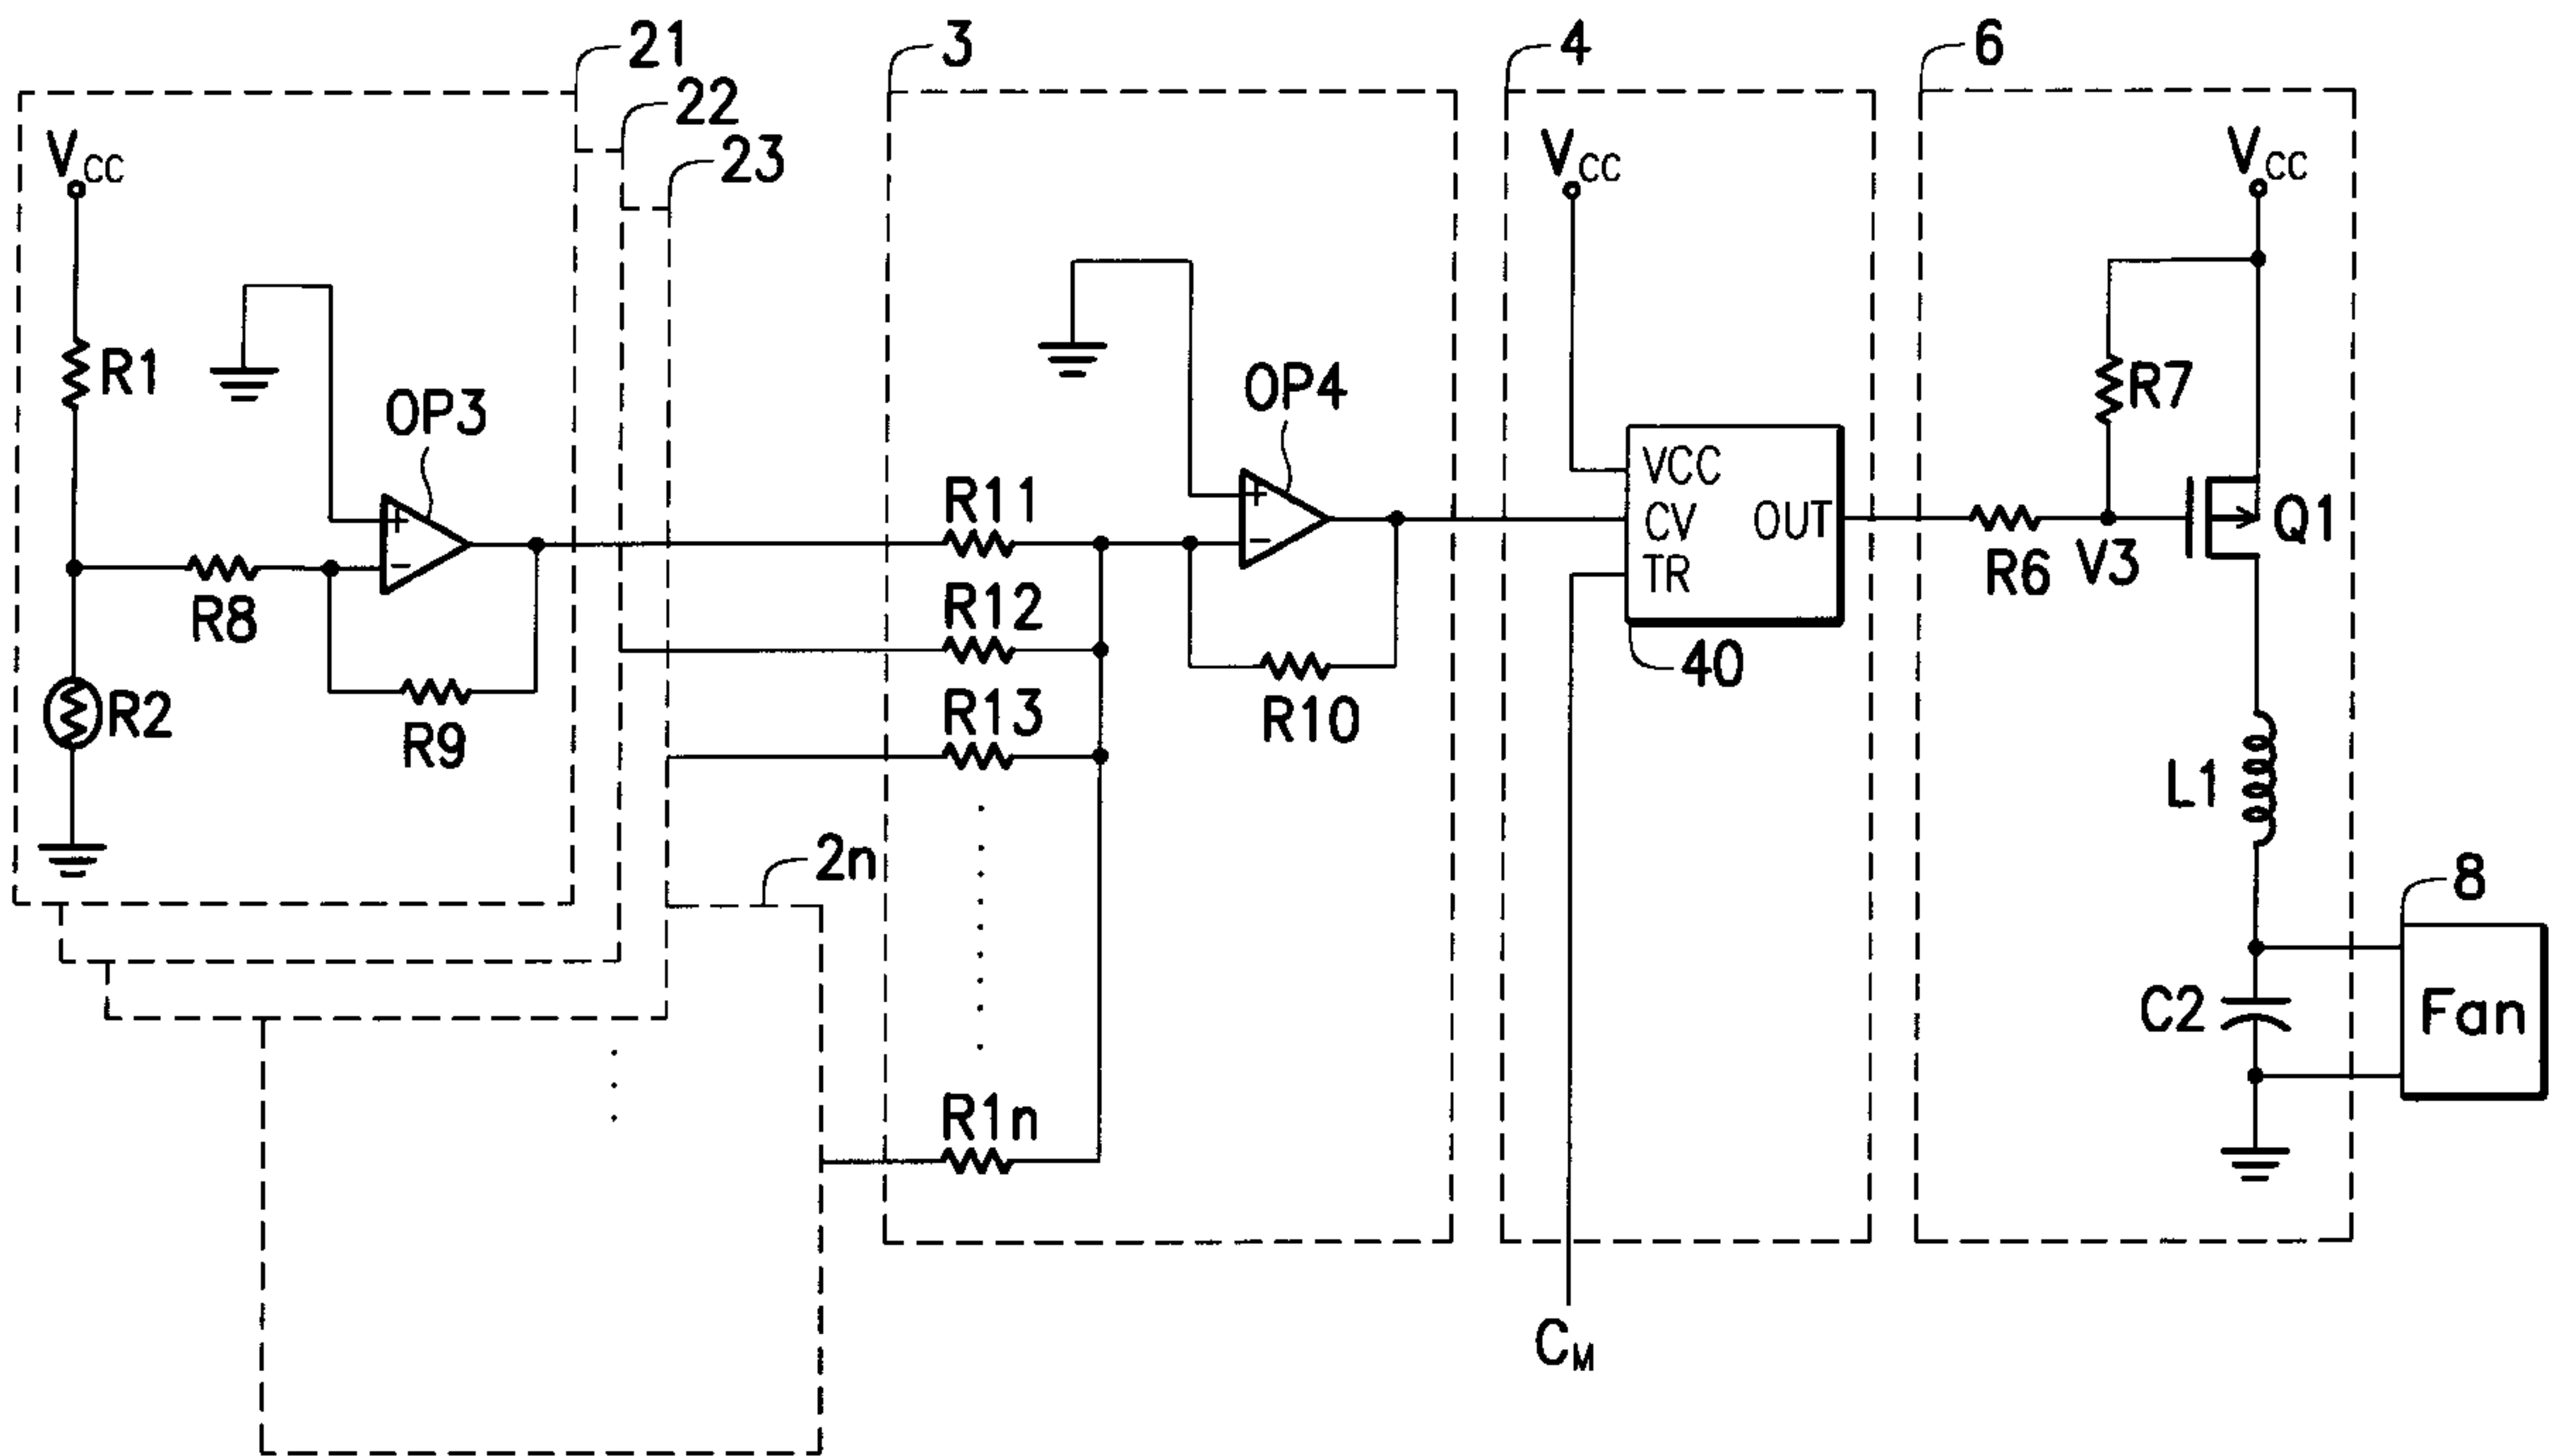 21
22
23
3
4
6
VCC
VCC
VCC
R1
OP3
R8
R2
R9
2n
OP4
R11
R12
R13
R10
R1n
VCC
CV
TR
OUT
40
CM
R7
R6
V3
Q1
L1
C2
8
Fan